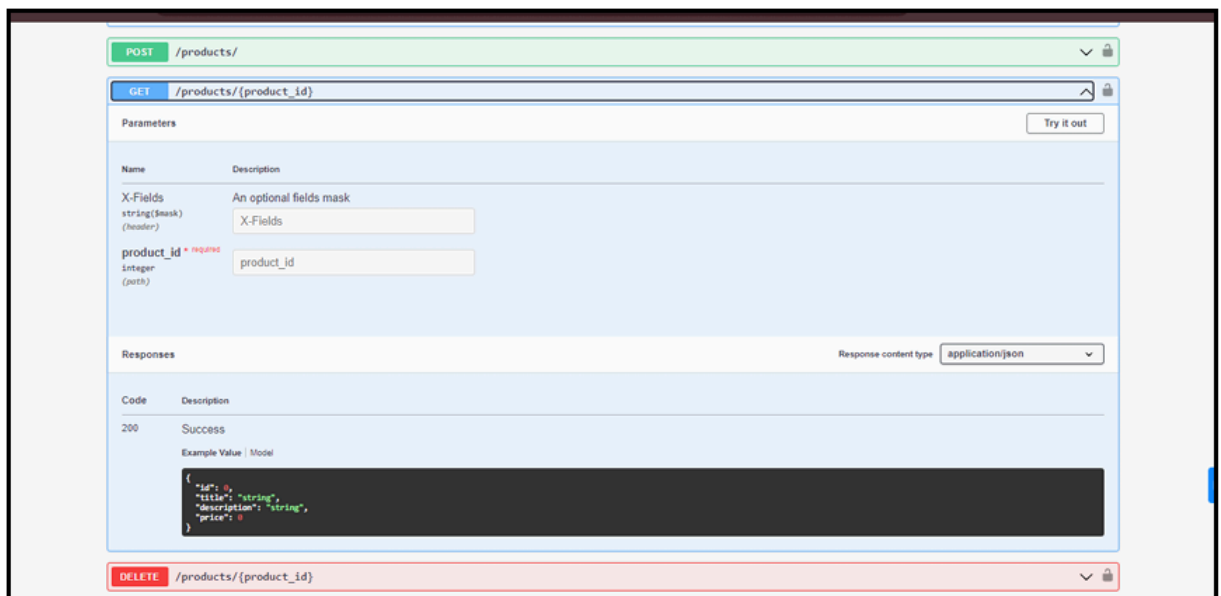 POST /products/
GET /products/{product_id}
Parameters
Try it out
Name Description
X-Fields An optional fields mask
string($mask)
(header)
X-Fields
product_id * required
integer
(path)
product_id
Responses
Response content type application/json
Code Description
200 Success
Example Value | Model
{
"id": 0,
"title": "string",
"description": "string",
"price": 0
}
DELETE /products/{product_id}